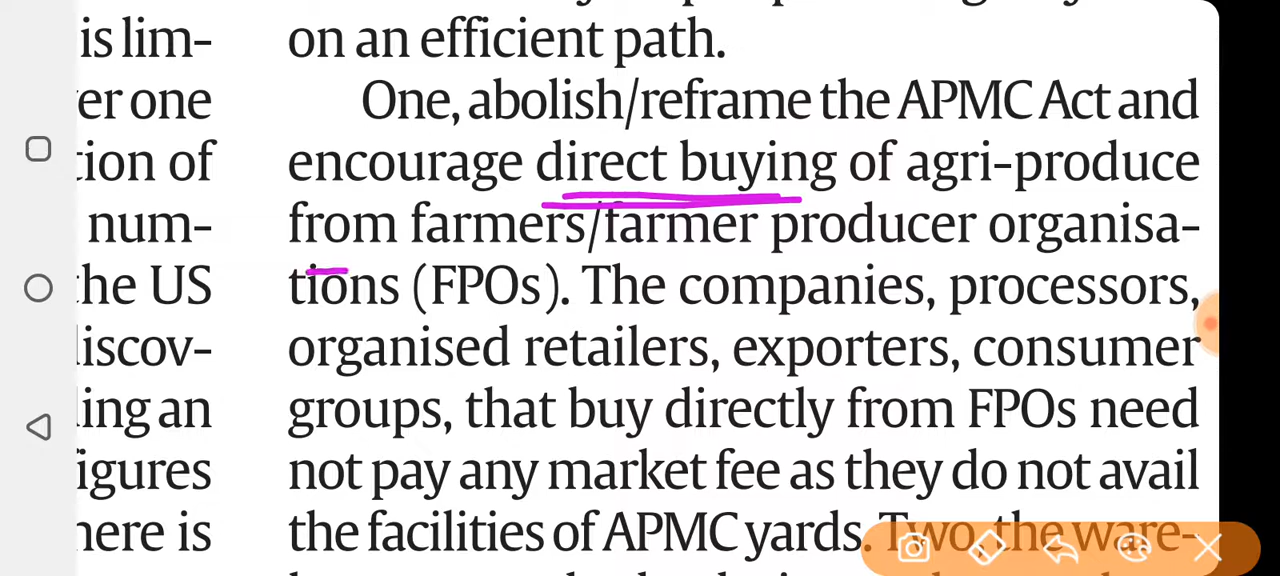 is lim-
er one
tion of
num-
the US
discov-
ling an
igures
here is
on an efficient path.
One, abolish/reframe the APMC Act and
encourage direct buying of agri-produce
from farmers/farmer producer organisa-
tions (FPOs). The companies, processors,
organised retailers, exporters, consumer
groups, that buy directly from FPOs need
not pay any market fee as they do not avail
the facilities of APMC yards. Two, the ware-